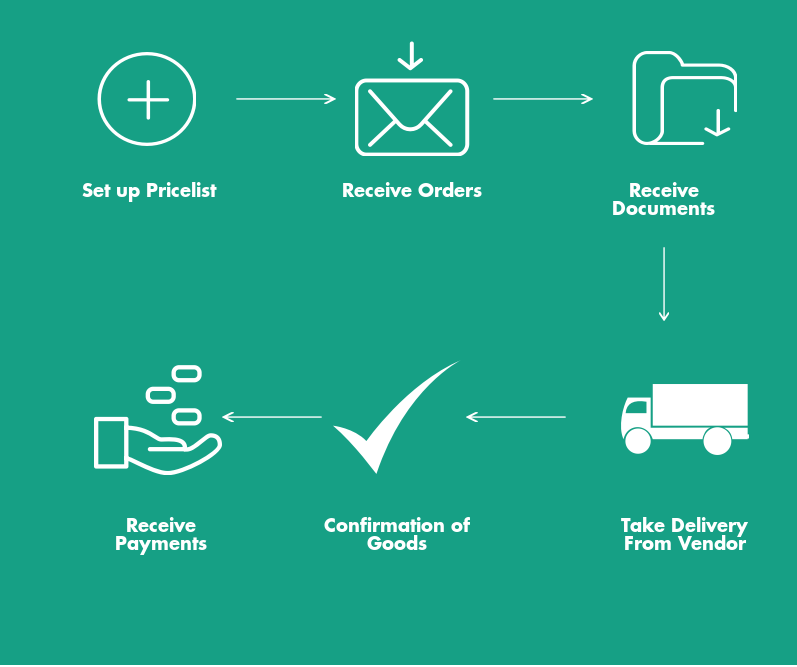 Set up Pricelist
Receive Orders
Receive
Documents
Receive
Payments
Confirmation of
Goods
Take Delivery
From Vendor